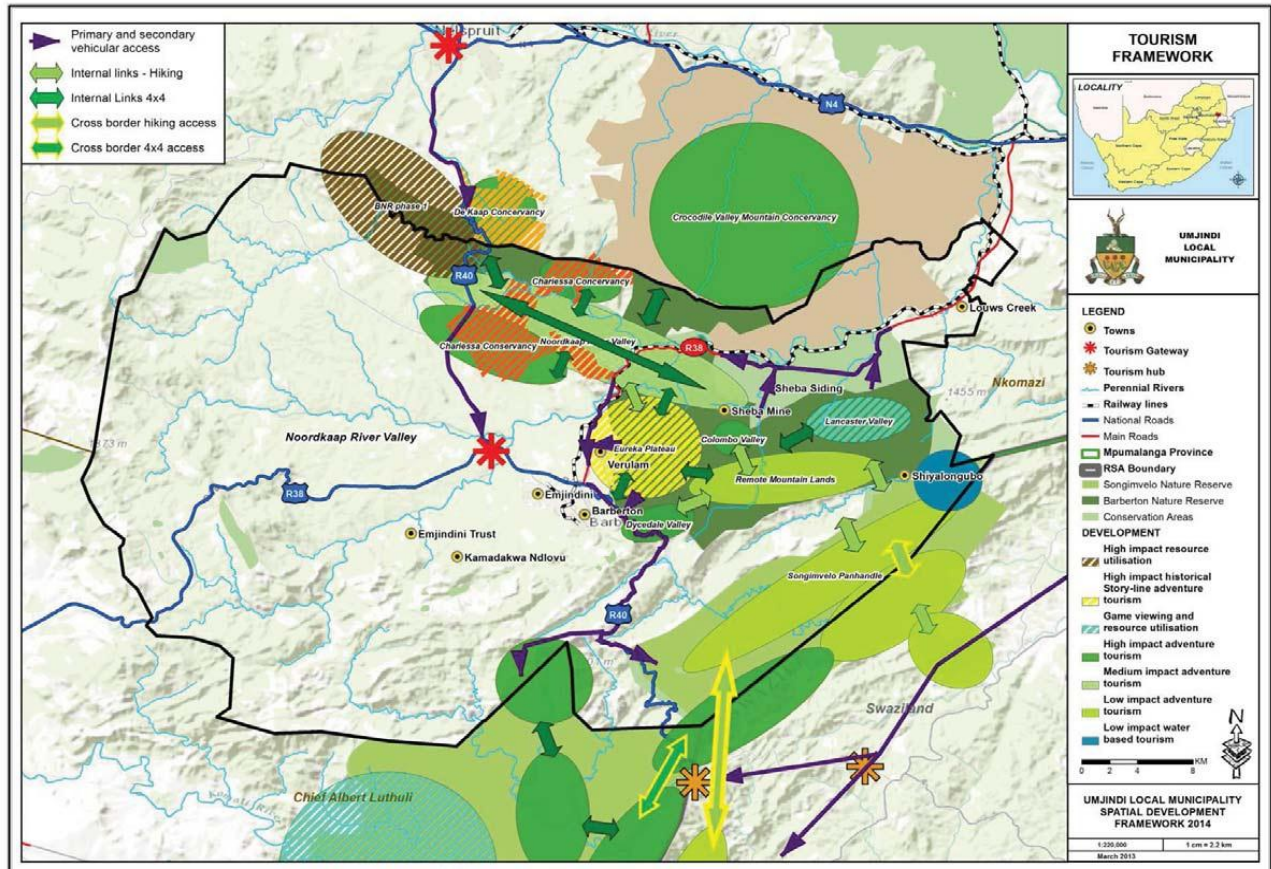 Primary and secondary
vehicular access
Internal links - Hiking
Internal Links 4x4
Cross border hiking access
Cross border 4x4 access
N4
BNR phase 1
De Kaap Concervancy
Crocodile Valley Mountain Concervancy
R40
Charlessa Concervancy
Louws Creek
Charlessa Conservancy
Noordkaap
Valley
R38
Sheba Siding
1455 m
Nkomazi
Sheba Mine
Lancaster Valley
Colombo Valley
Noordkaap River Valley
Eureka Plateau
Verulam
Remote Mountain Lands
Shiyalongubo
R38
Emjindini
Barberton
Dycedale Valley
Emjindini Trust
Kamadakwa Ndlovu
Songimvelo Panhandle
R40
Swaziland
Chief Albert Luthuli
TOURISM
FRAMEWORK
LOCALITY
UMJINDI
LOCAL
MUNICIPALITY
LEGEND
Towns
Tourism Gateway
Tourism hub
Perennial Rivers
Railway lines
National Roads
Main Roads
Mpumalanga Province
RSA Boundary
Songimvelo Nature Reserve
Barberton Nature Reserve
Conservation Areas
DEVELOPMENT
High impact resource
utilisation
High impact historical
Story-line adventure
tourism
Game viewing and
resource utilisation
High impact adventure
tourism
Medium impact adventure
tourism
Low impact adventure
tourism
Low impact water
based tourism
N
0 2 4 8 KM
UMJINDI LOCAL MUNICIPALITY
SPATIAL DEVELOPMENT
FRAMEWORK 2014
1:220,000 1 cm = 2.2 km
March 2013